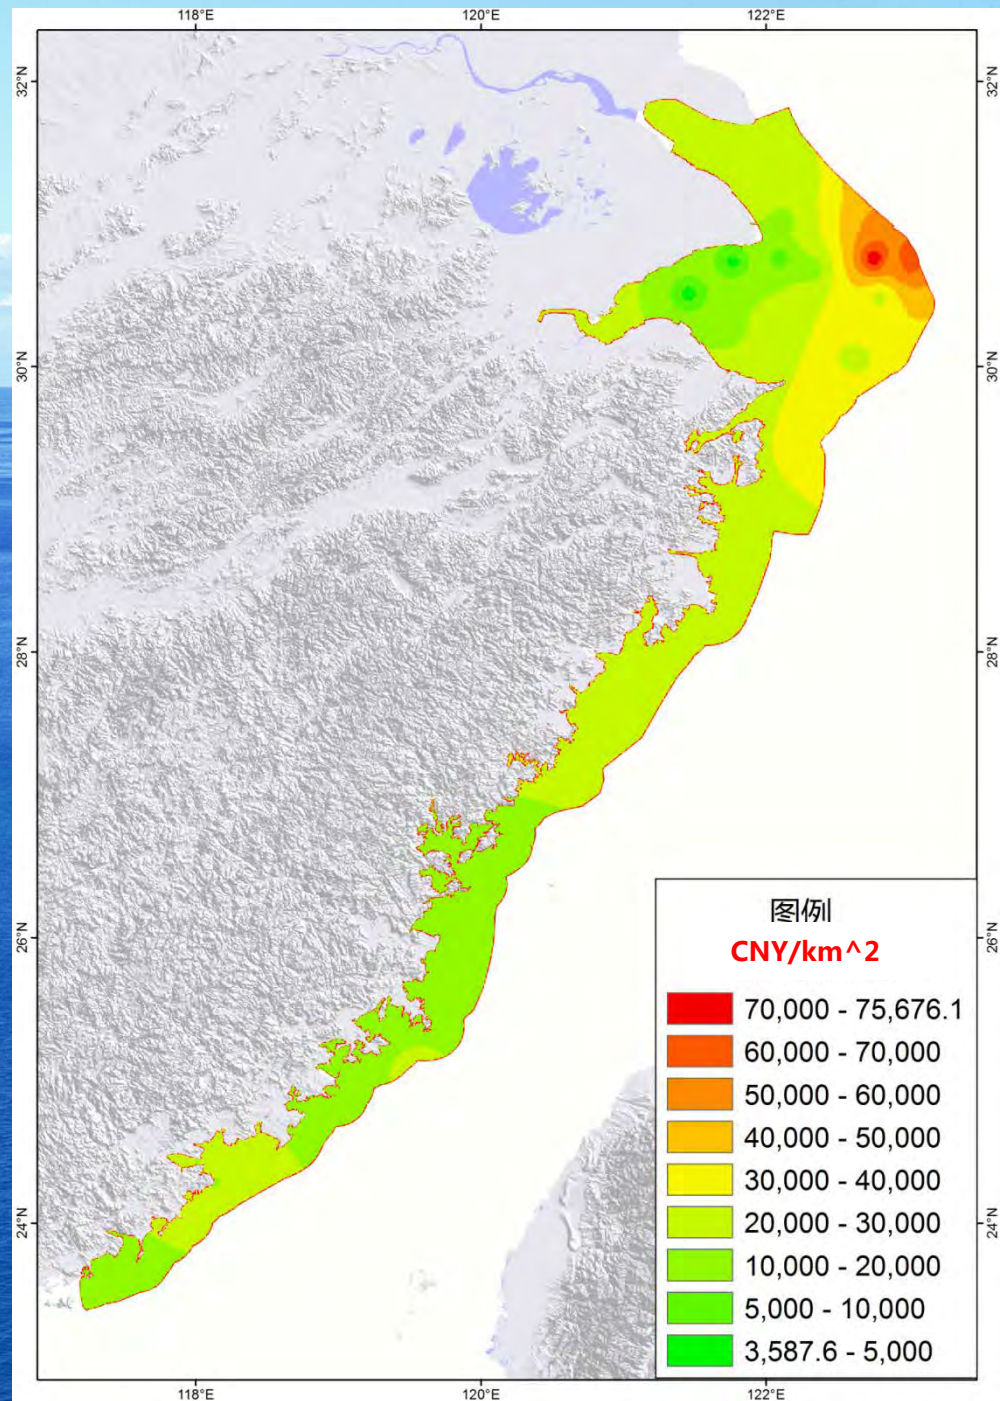 118°E 120°E 122°E
32°N 32°N
30°N 30°N
28°N 28°N
26°N 26°N
24°N 24°N
图例
CNY/km^2
70,000 - 75,676.1
60,000 - 70,000
50,000 - 60,000
40,000 - 50,000
30,000 - 40,000
20,000 - 30,000
10,000 - 20,000
5,000 - 10,000
3,587.6 - 5,000
118°E 120°E 122°E